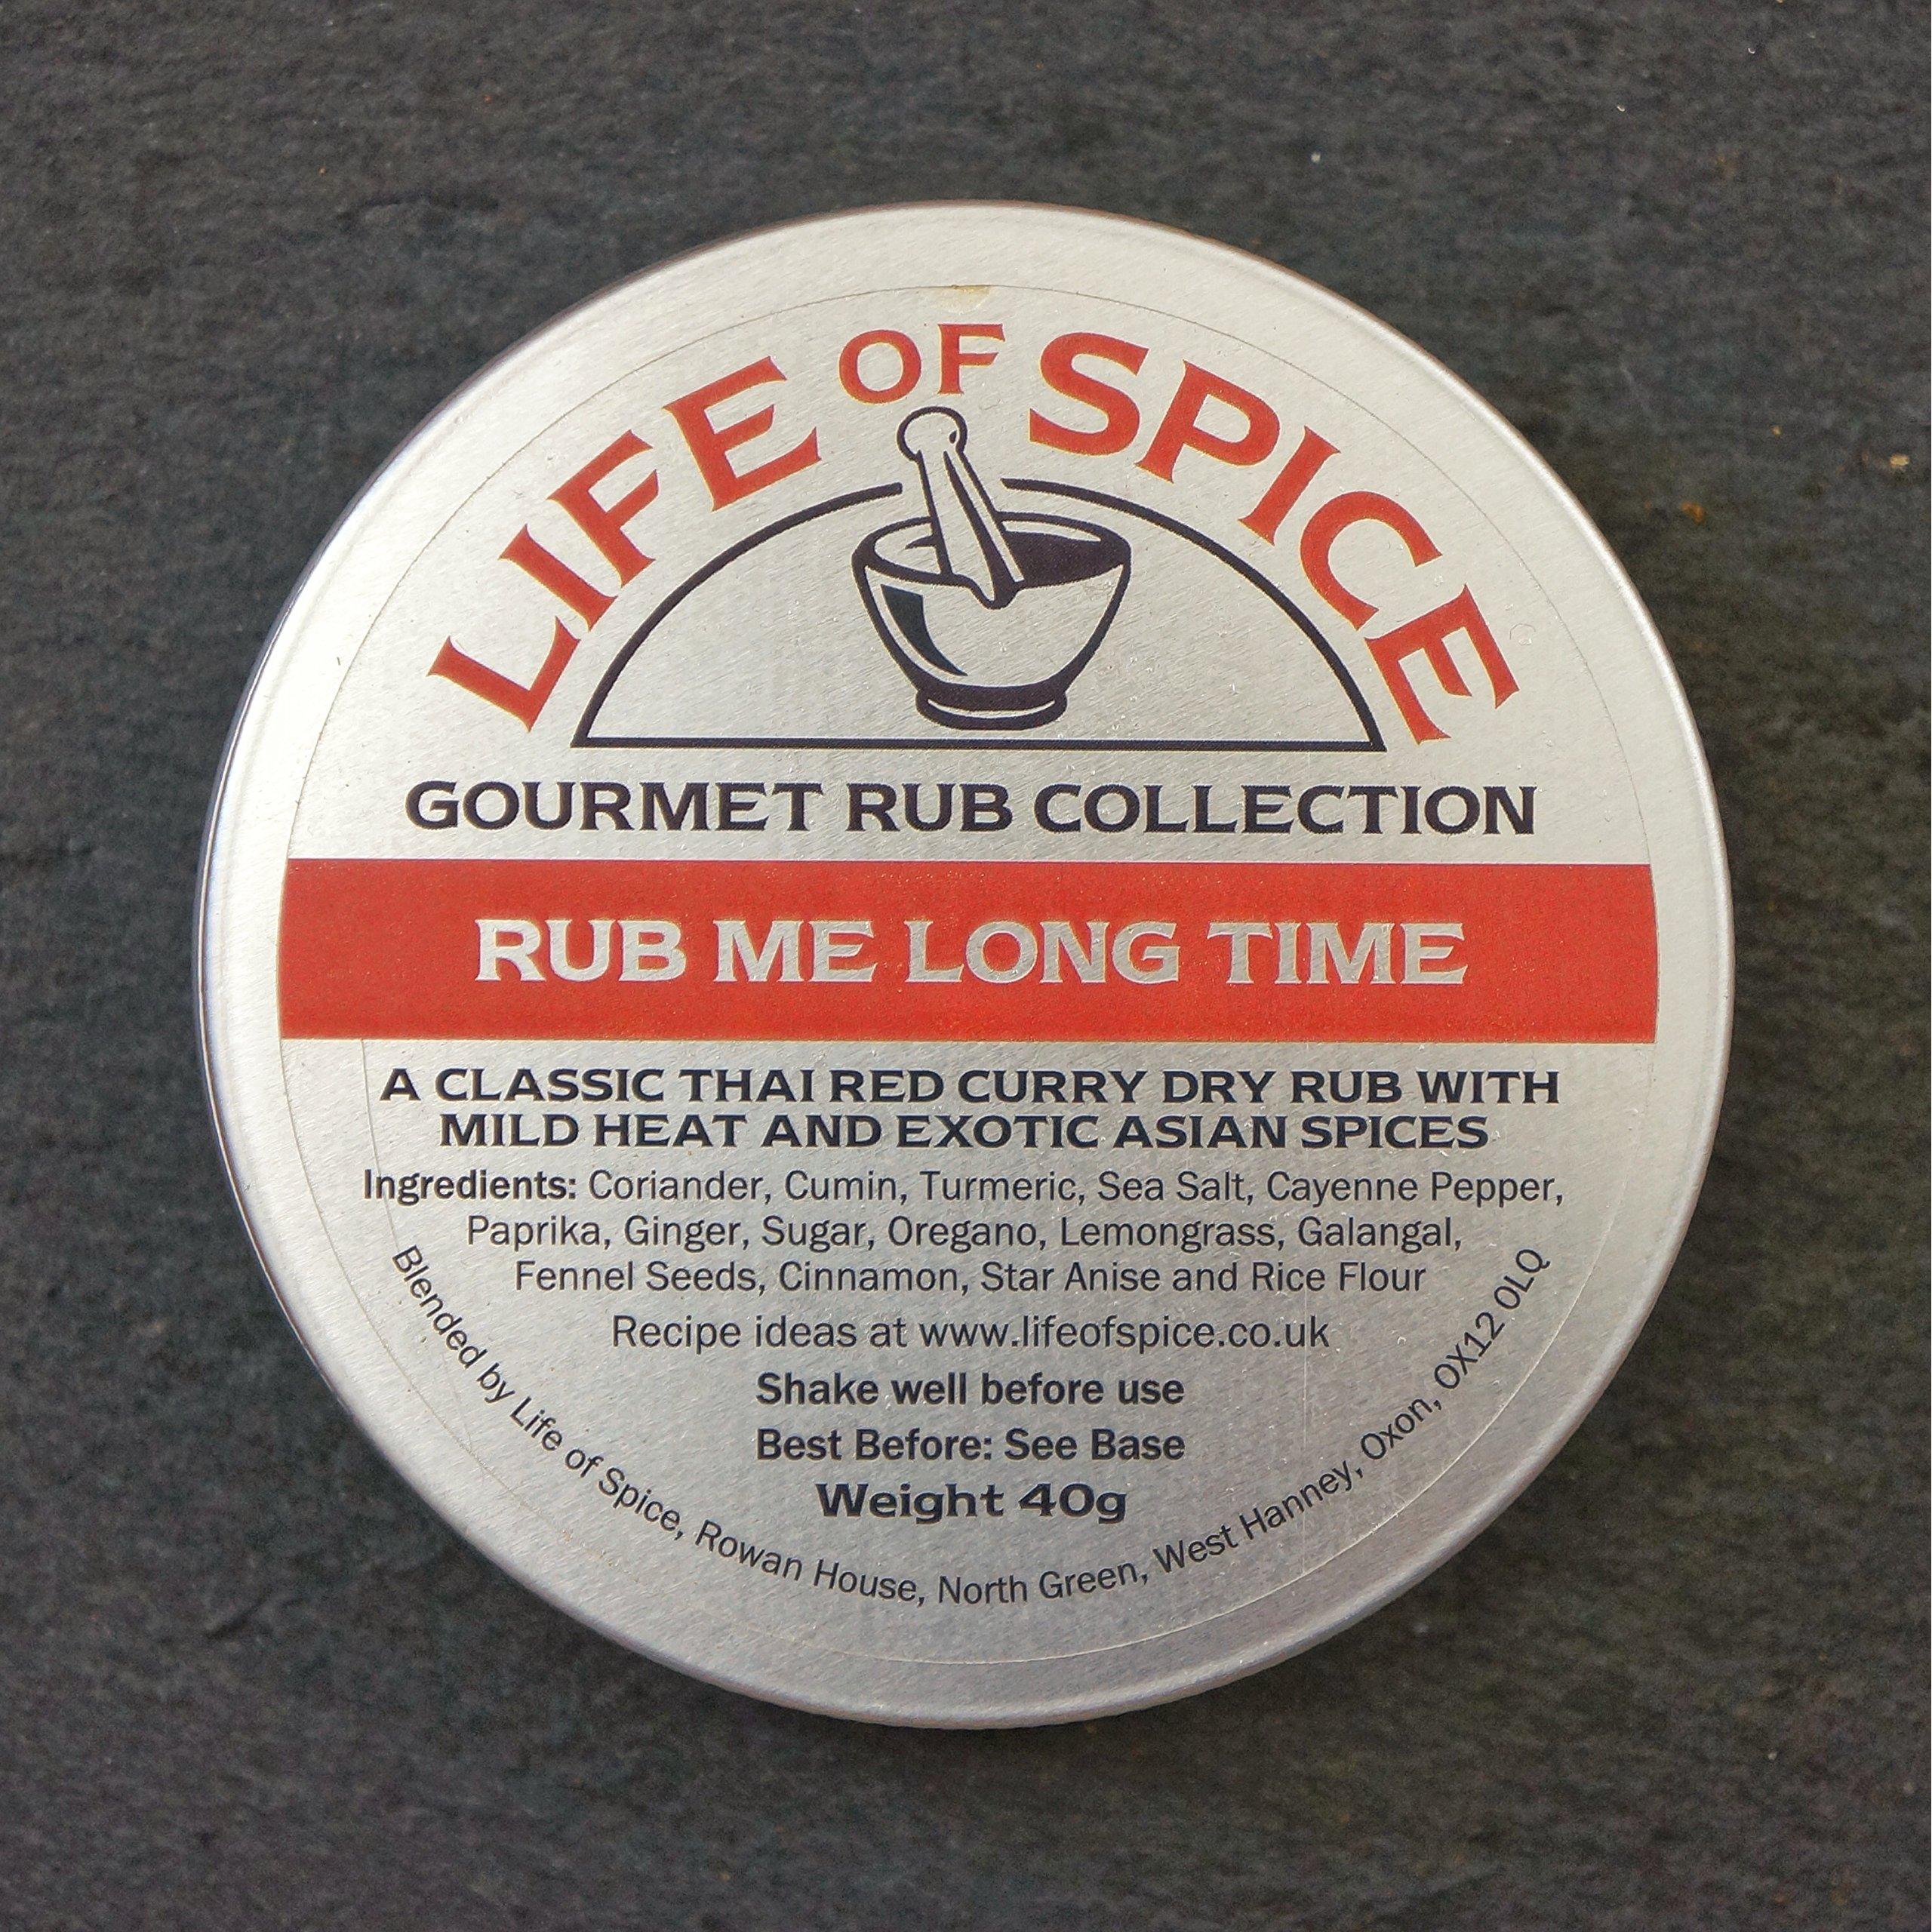 LIFE OF SPICE
GOURMET RUB COLLECTION
RUB ME LONG TIME
A CLASSIC THAI RED CURRY DRY RUB WITH
MILD HEAT AND EXOTIC ASIAN SPICES
Ingredients: Coriander, Cumin, Turmeric, Sea Salt, Cayenne Pepper,
Paprika, Ginger, Sugar, Oregano, Lemongrass, Galangal,
Fennel Seeds, Cinnamon, Star Anise and Rice Flour
Recipe ideas at www.lifeofspice.co.uk
Shake well before use
Best Before: See Base
Weight 40g
Blended by Life of Spice, Rowan House, North Green, West Hanney, Oxon, OX12 0LQ